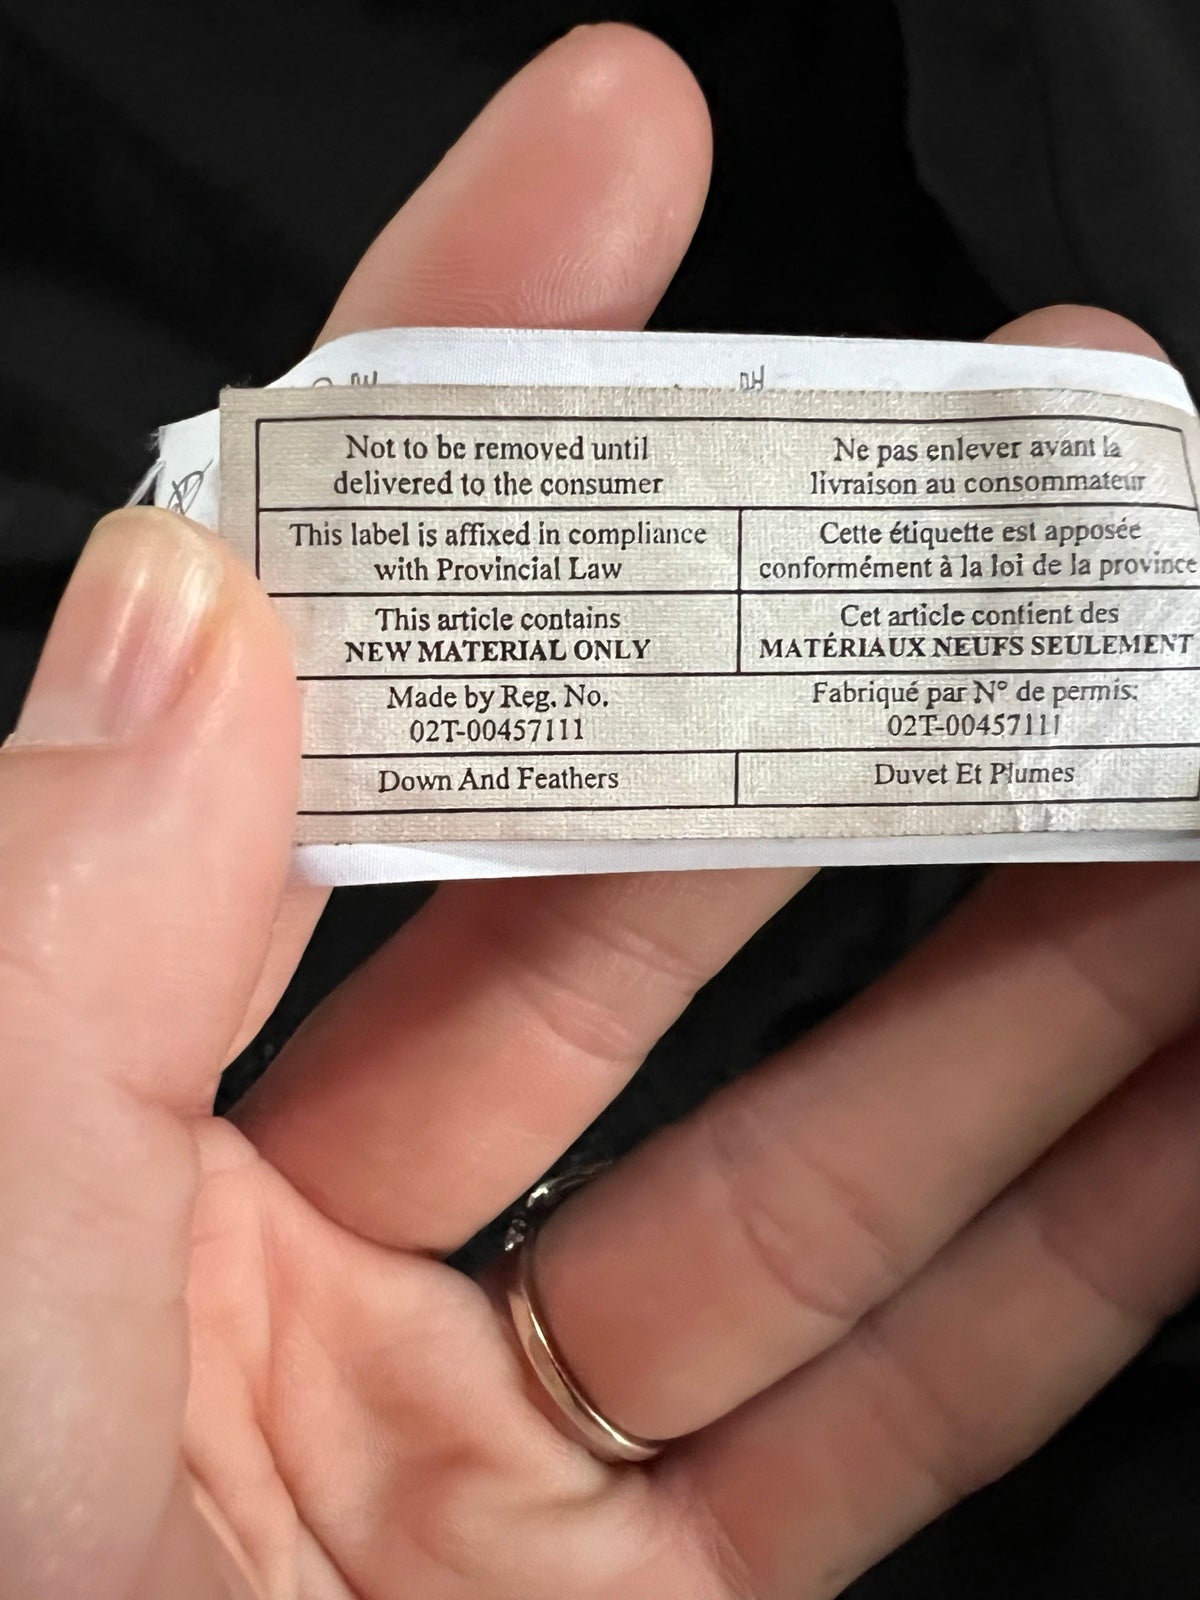 Not to be removed until
delivered to the consumer
Ne pas enlever avant la
livraison au consommateur
This label is affixed in compliance
with Provincial Law
Cette étiquette est apposée
conformément à la loi de la province
This article contains
NEW MATERIAL ONLY
Cet article contient des
MATÉRIAUX NEUFS SEULEMENT
Made by Reg. No.
02T-00457111
Fabriqué par N° de permis:
02T-00457111
Down And Feathers
Duvet Et Plumes